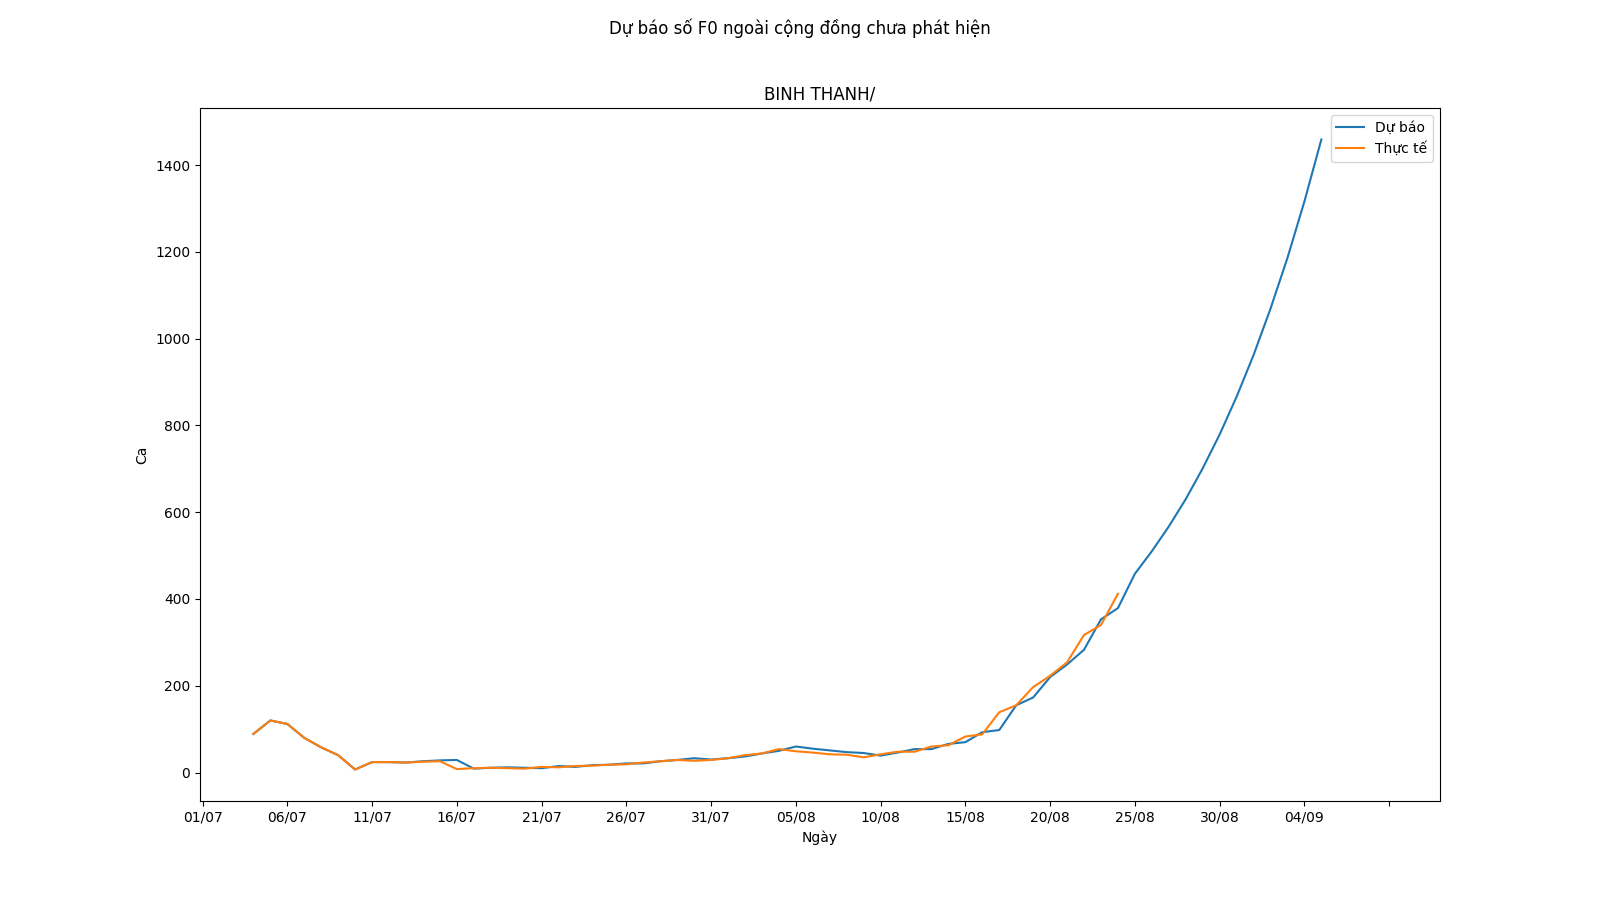 Dự báo số F0 ngoài cộng đồng chưa phát hiện
BINH THANH/
Dự báo
Thực tế
1400
1200
1000
800
600
400
200
0
Ca
01/07 06/07 11/07 16/07 21/07 26/07 31/07 05/08 10/08 15/08 20/08 25/08 30/08 04/09
Ngày